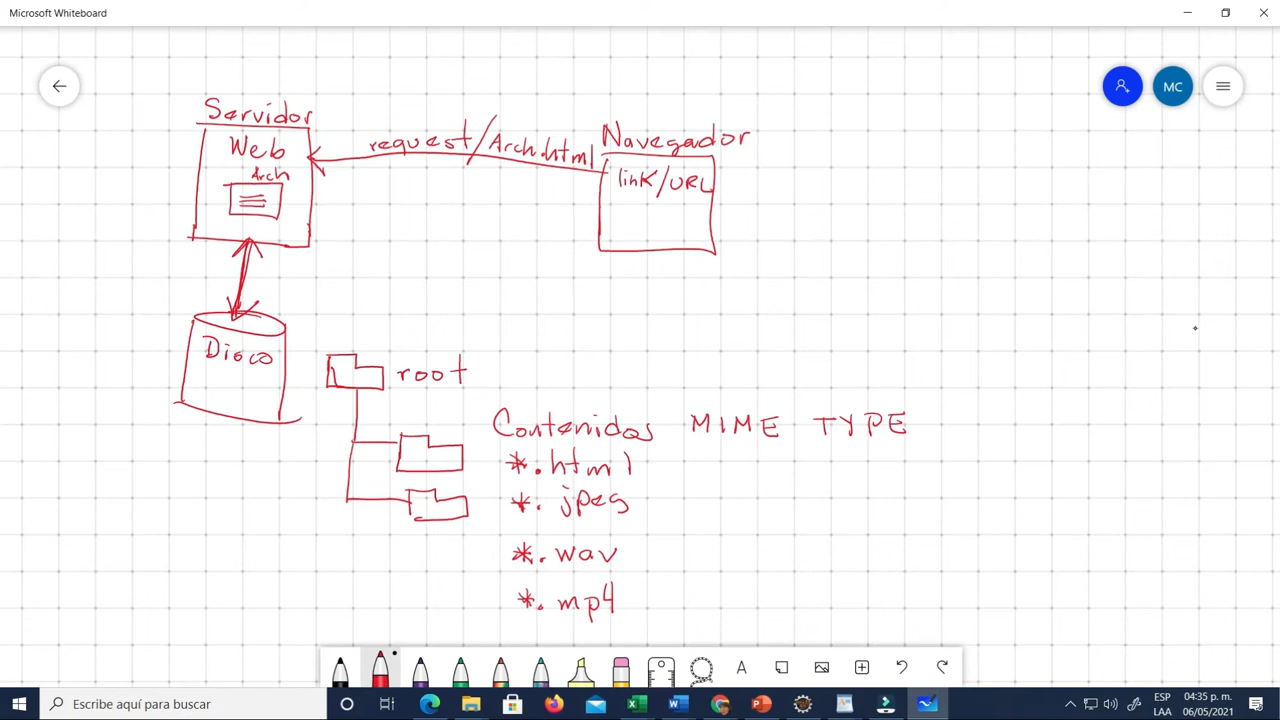 Microsoft Whiteboard
MC
Servidor
Web
Arch
request/Arch.html
Navegador
link/URL
Disco
root
Contenidos MIME TYPE
*.html
*.jpeg
*.wav
*.mp4
A
Escribe aquí para buscar
ESP
LAA
04:35 p. m.
06/05/2021